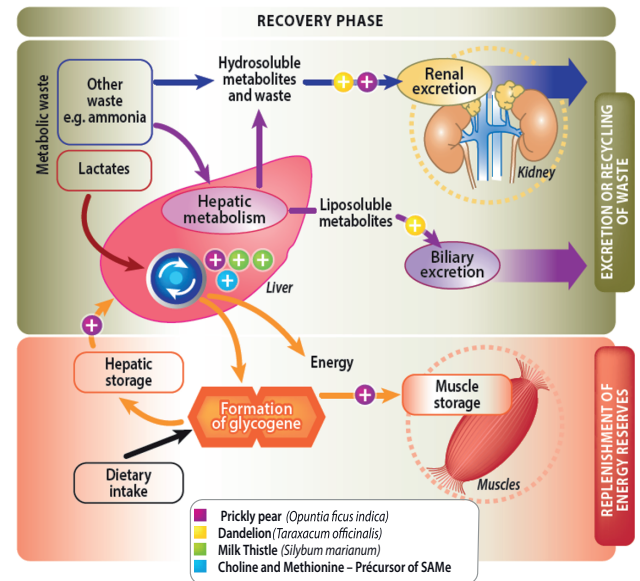 RECOVERY PHASE
Metabolic waste
Other
waste
e.g. ammonia
Lactates
Hydrosoluble
metabolites
and waste
+ +
Renal
excretion
Kidney
Hepatic
metabolism
Liposoluble
metabolites
+
Biliary
excretion
+ + +
+
Liver
EXCRETION OR RECYCLING
OF WASTE
+
Hepatic
storage
Energy
Formation
of glycogene
+
Muscle
storage
Muscles
Dietary
intake
REPLENISHMENT OF
ENERGY RESERVES
Prickly pear (Opuntia ficus indica)
Dandelion (Taraxacum officinalis)
Milk Thistle (Silybum marianum)
Choline and Methionine – Précursor of SAMe